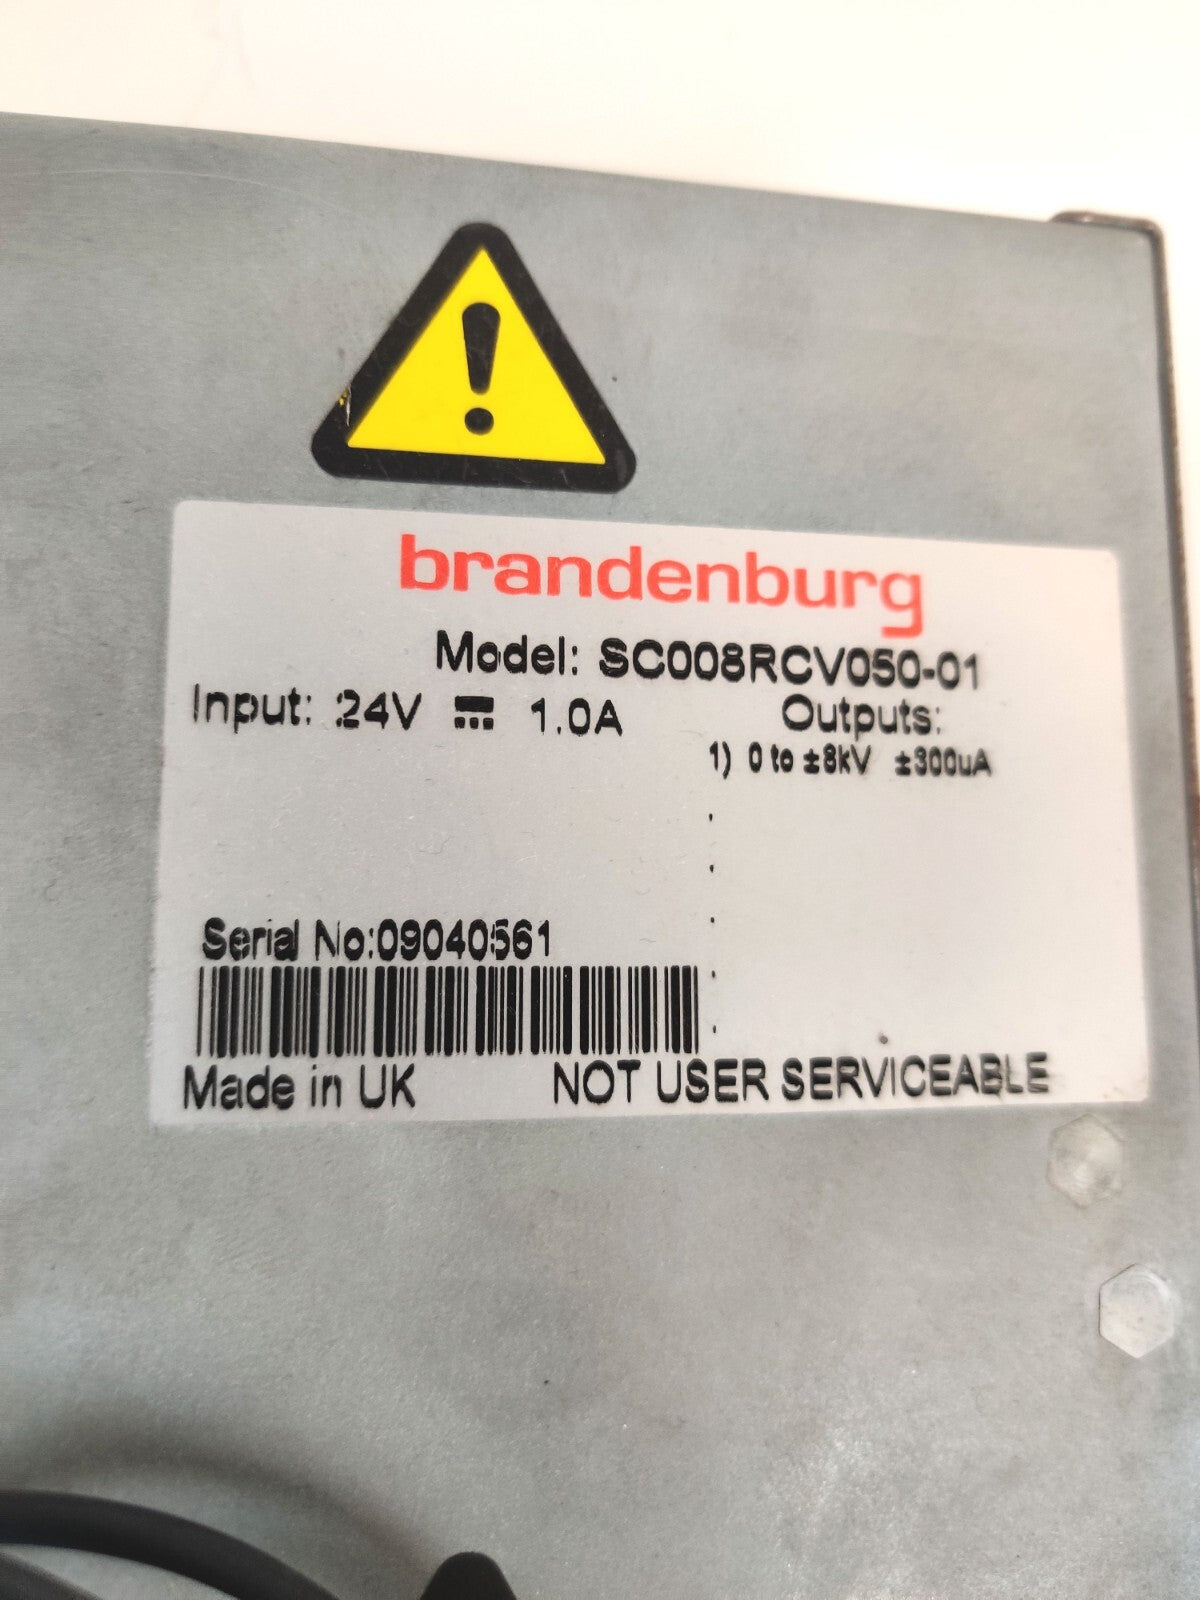 brandenburg
Model: SC008RCV050-01
Input: 24V ⎓ 1.0A
Outputs:
1) 0 to ±8kV ±300uA
Serial No:09040561
Made in UK
NOT USER SERVICEABLE